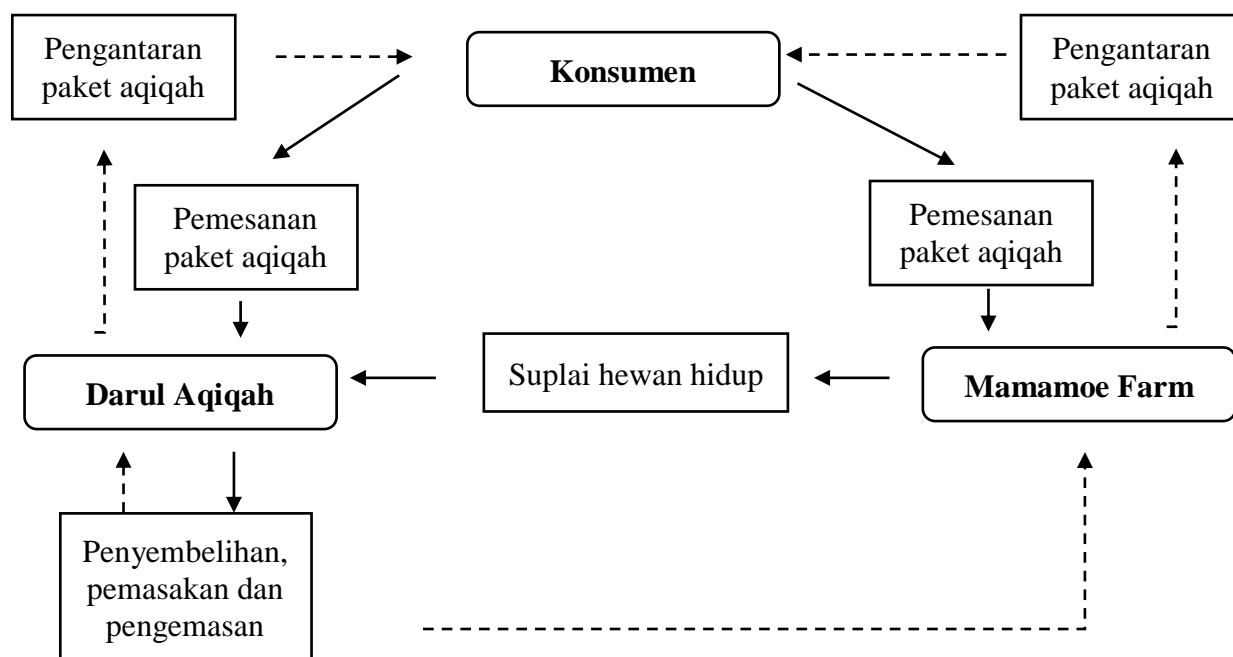 Pengantaran
paket aqiqah
Konsumen
Pengantaran
paket aqiqah
Pemesanan
paket aqiqah
Pemesanan
paket aqiqah
Darul Aqiqah
Suplai hewan hidup
Mamamoe Farm
Penyembelihan,
pemasakan dan
pengemasan